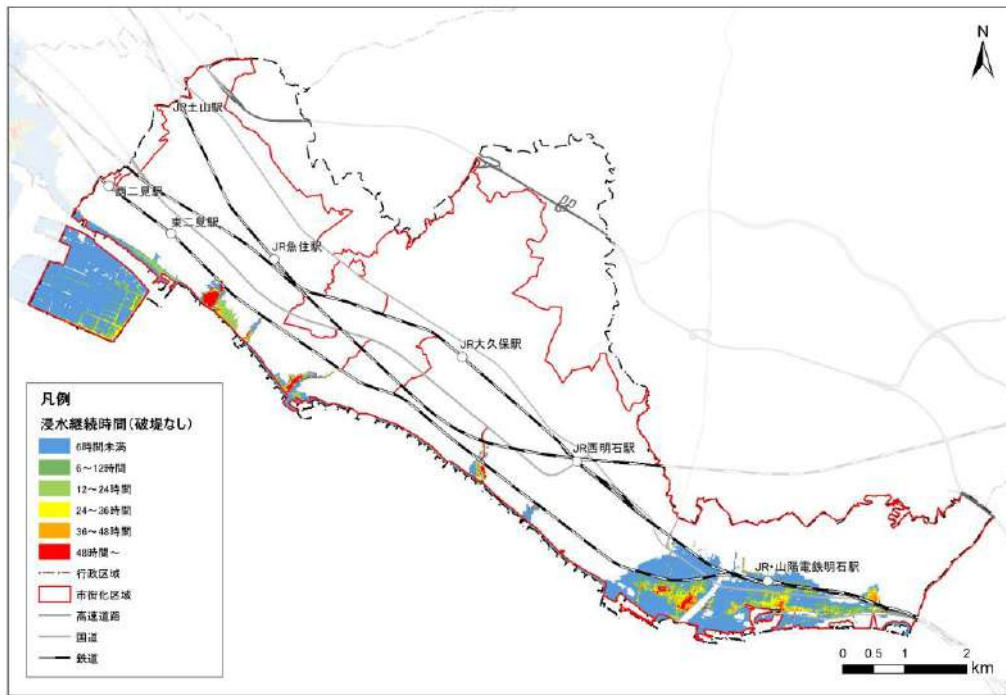 N
JR土山駅
西二見駅
東二見駅
JR魚住駅
JR大久保駅
JR西明石駅
JR・山陽電鉄明石駅
凡例
浸水継続時間(破堤なし)
6時間未満
6～12時間
12～24時間
24～36時間
36～48時間
48時間～
行政区域
市街化区域
高速道路
国道
鉄道
0 0.5 1 2
km